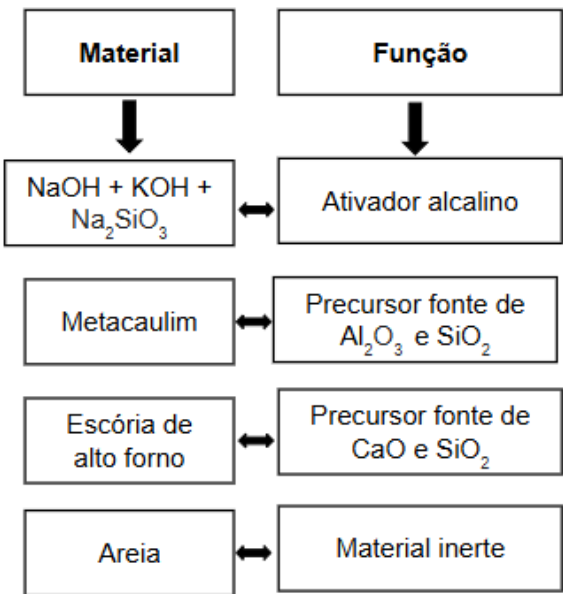 Material
Função
NaOH + KOH +
Na₂SiO₃
Ativador alcalino
Metacaulim
Precursor fonte de
Al₂O₃ e SiO₂
Escória de
alto forno
Precursor fonte de
CaO e SiO₂
Areia
Material inerte